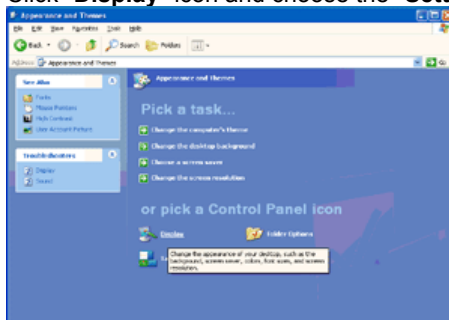 Click "Display" icon and choose the "Sett
Appearance and Themes
File Edit View Favorites Tools Help
Back Search Folders
Address Appearance and Themes Go
See Also
Fonts
Mouse Pointers
High Contrast
User Account Picture
Troubleshooters
Display
Sound
Appearance and Themes
Pick a task...
Change the computer's theme
Change the desktop background
Choose a screen saver
Change the screen resolution
or pick a Control Panel icon
Display
Folder Options
Change the appearance of your desktop, such as the
background, screen saver, colors, font sizes, and screen
resolution.